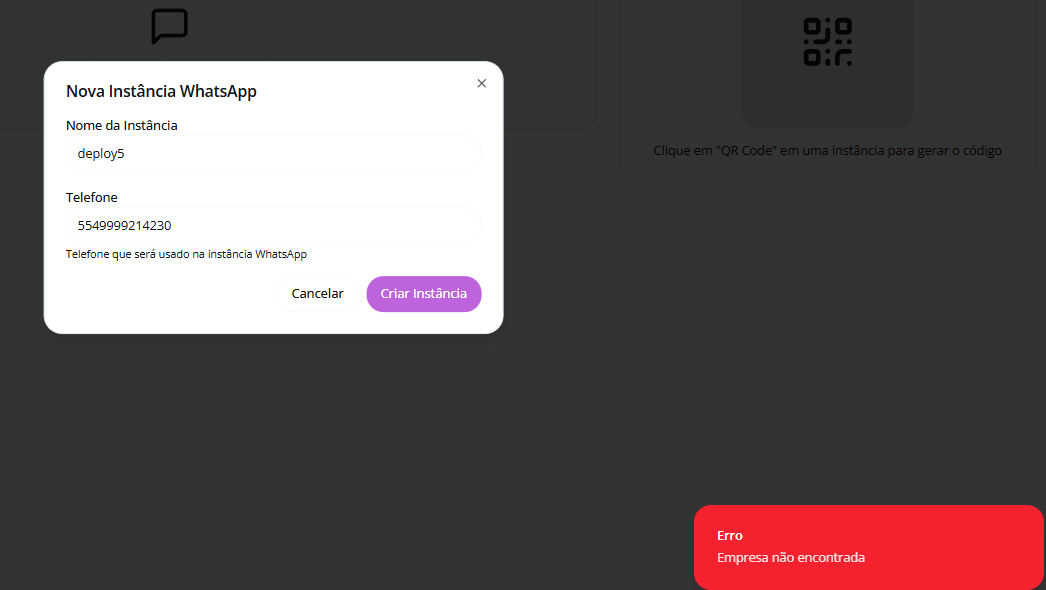 Nova Instância WhatsApp
Nome da Instância
deploy5
Telefone
5549999214230
Telefone que será usado na instância WhatsApp
Cancelar
Criar Instância
Clique em "QR Code" em uma instância para gerar o código
Erro
Empresa não encontrada